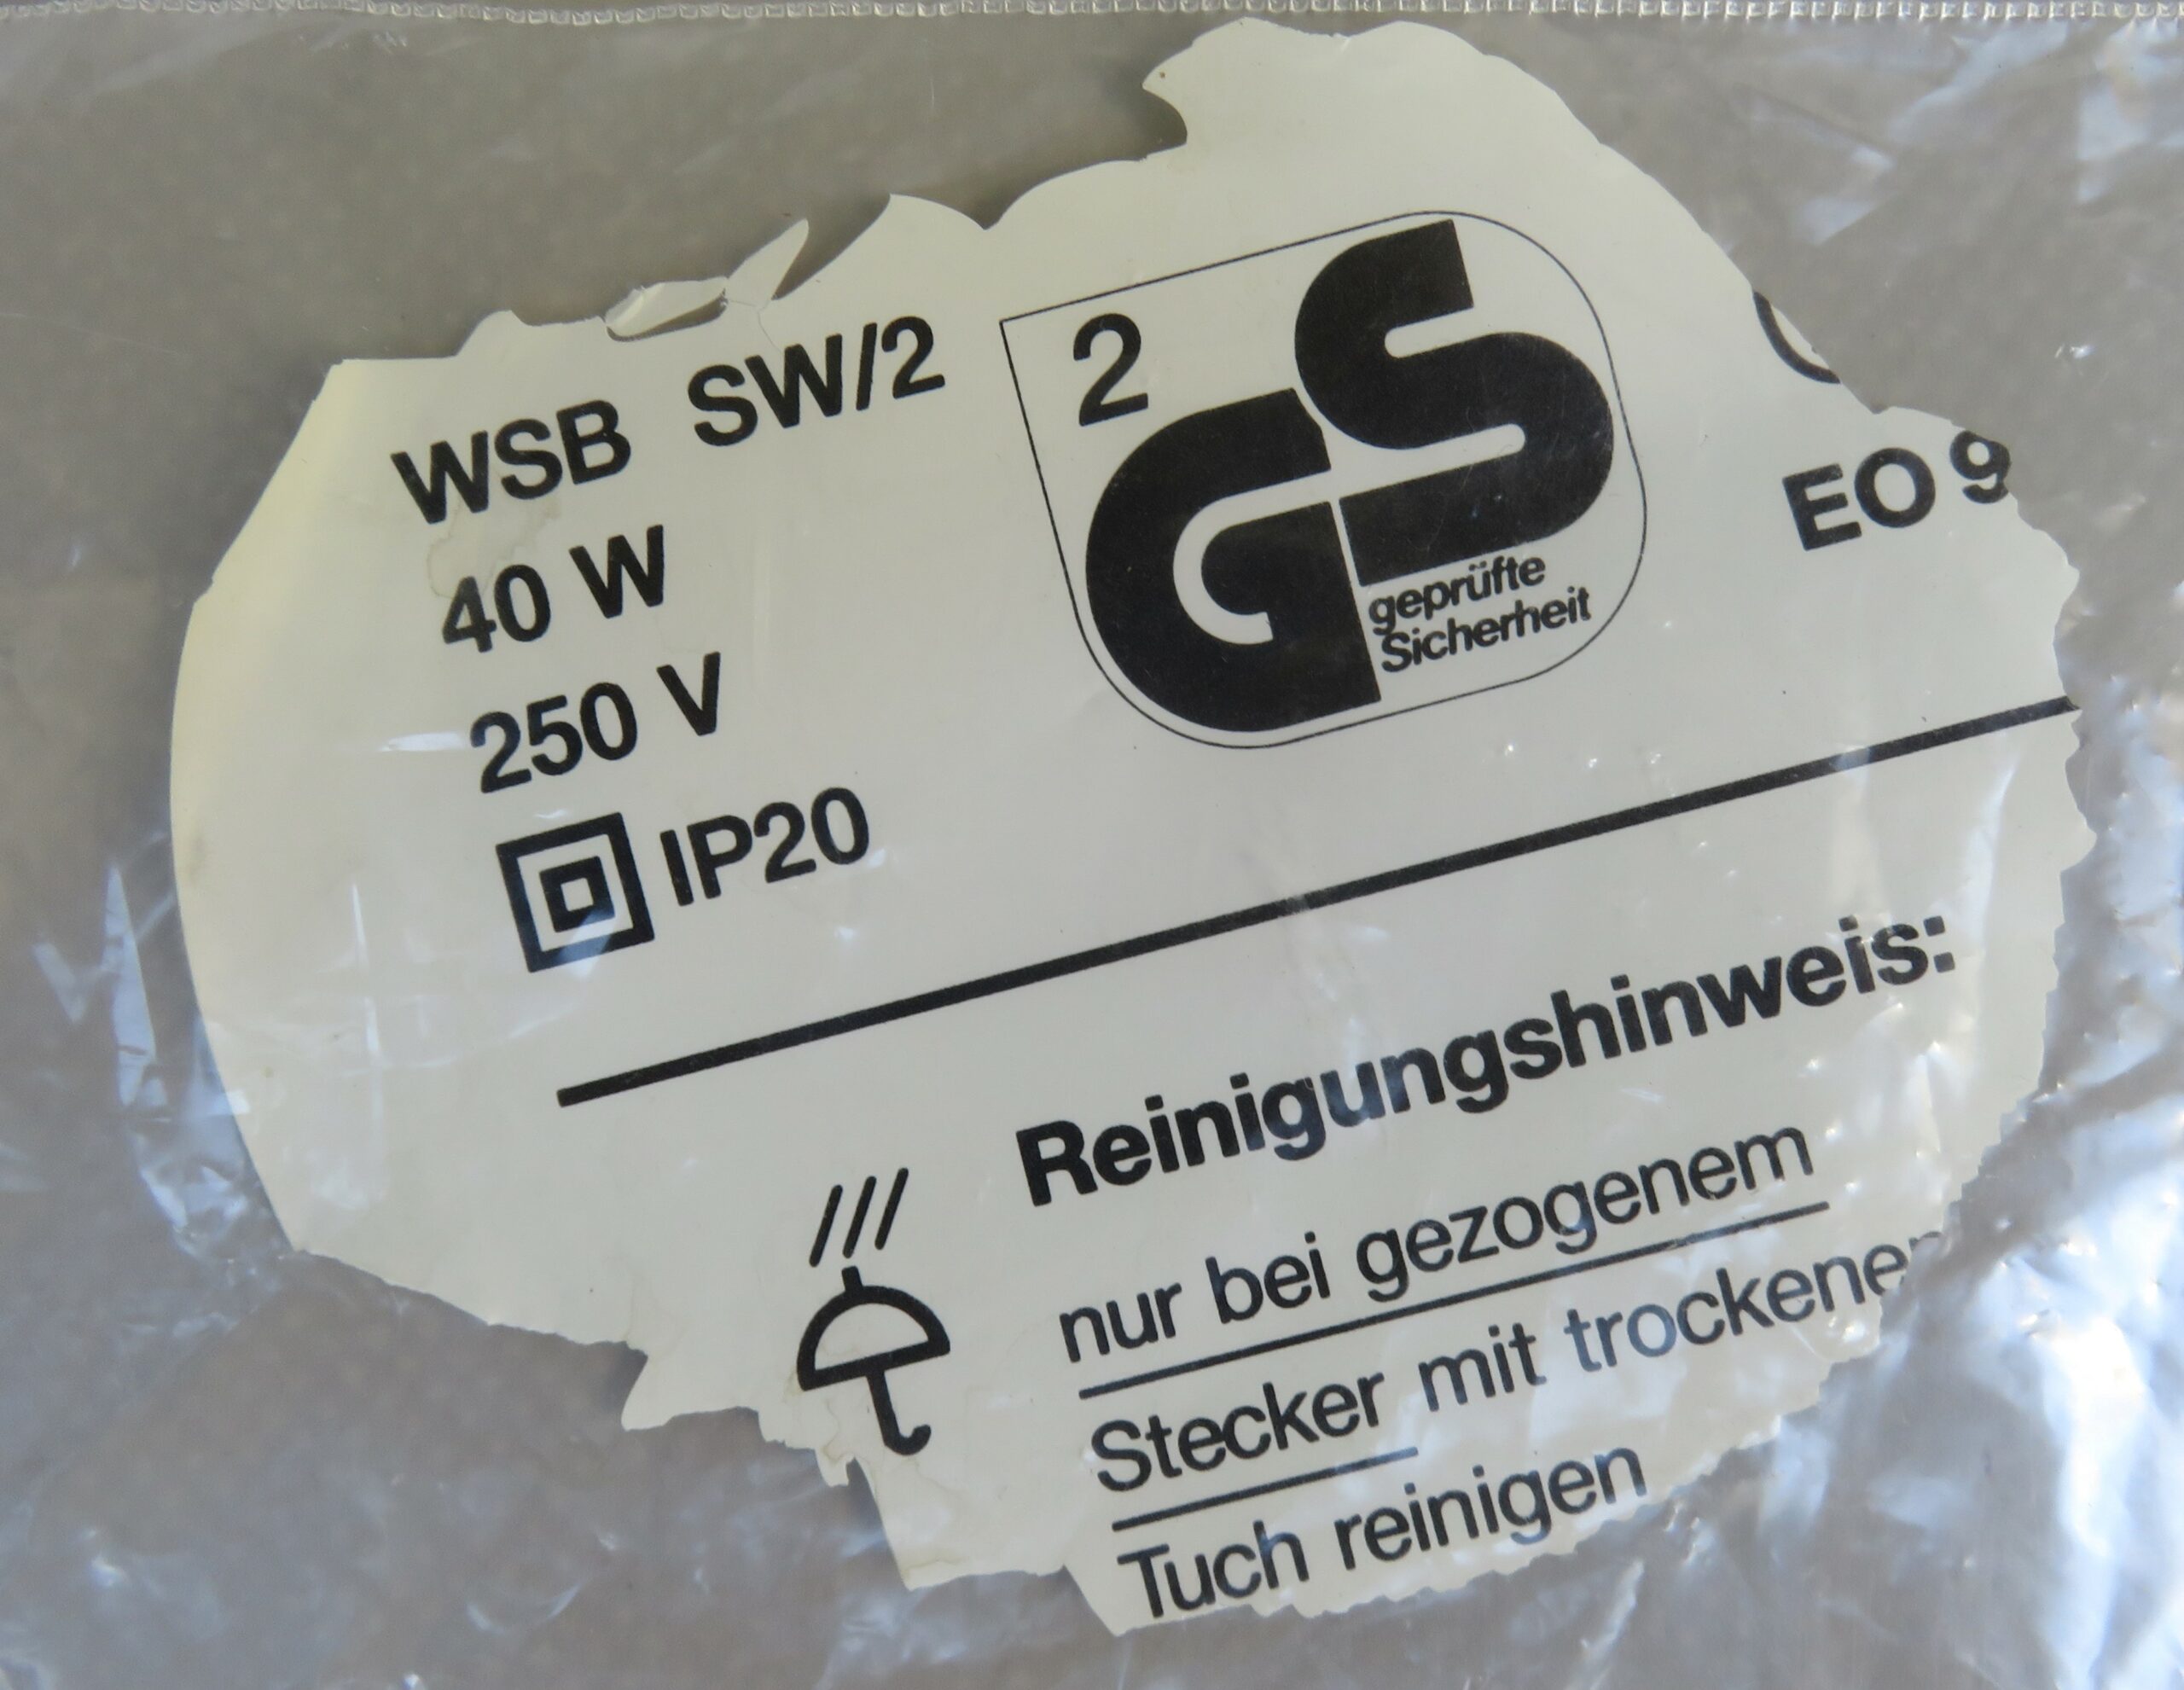 WSB SW/2
40 W
250 V
IP20
2
GS
geprüfte
Sicherheit
EO 9
Reinigungshinweis:
nur bei gezogenem
Stecker mit trockenem
Tuch reinigen